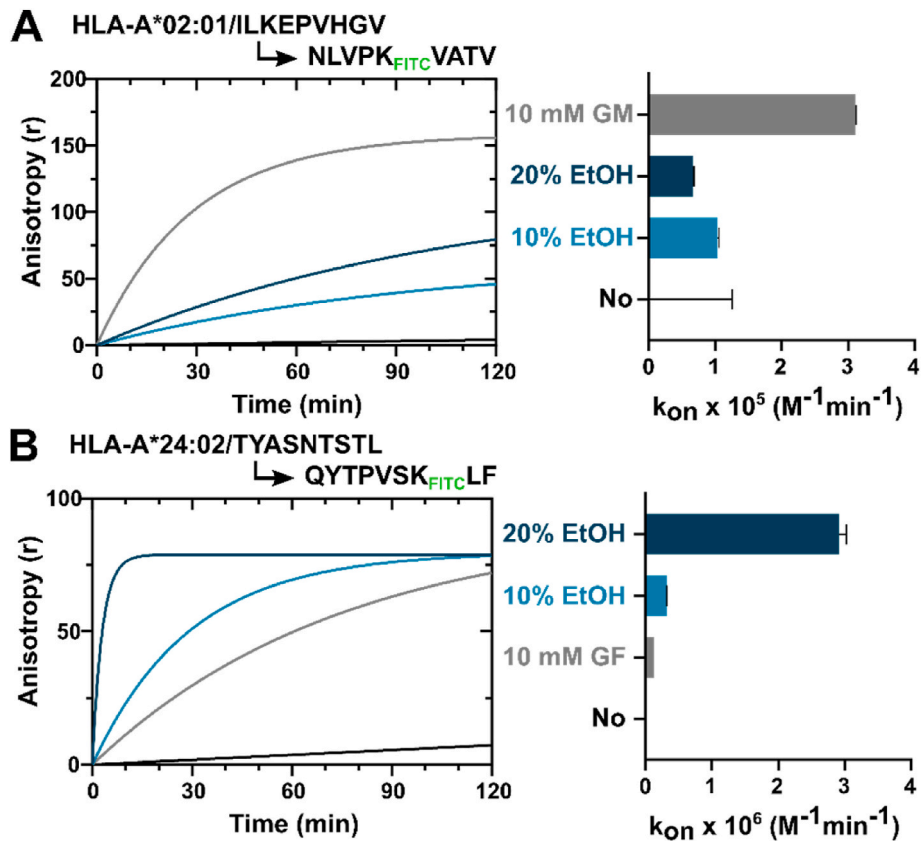 A
HLA-A*02:01/ILKEPVHGV
NLVPKFITCVATV
Anisotropy (r)
200
150
100
50
0
0 30 60 90 120
Time (min)
10 mM GM
20% EtOH
10% EtOH
No
0 1 2 3 4
kon x 10⁵ (M⁻¹min⁻¹)
B
HLA-A*24:02/TYASNTSTL
QYTPVSKFITCLF
Anisotropy (r)
100
50
0
0 30 60 90 120
Time (min)
20% EtOH
10% EtOH
10 mM GF
No
0 1 2 3 4
kon x 10⁶ (M⁻¹min⁻¹)